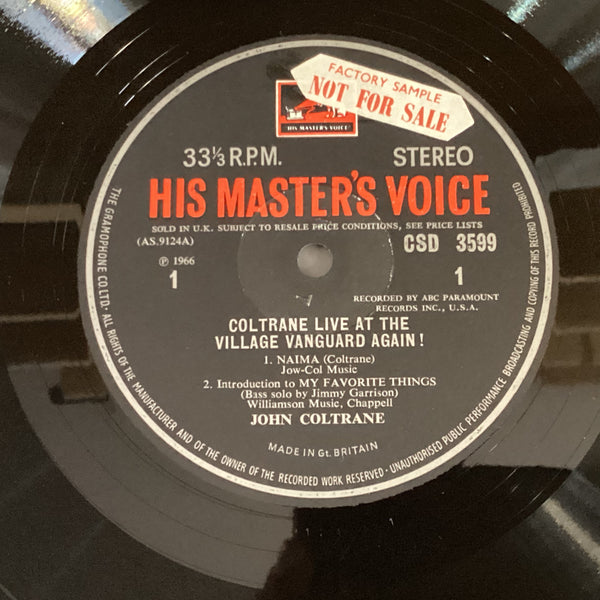 FACTORY SAMPLE
NOT FOR SALE
'HIS MASTER'S VOICE'
33⅓ R.P.M.
STEREO
HIS MASTER'S VOICE
SOLD IN U.K. SUBJECT TO RESALE PRICE CONDITIONS, SEE PRICE LISTS
(AS.9124A)
CSD 3599
℗ 1966
1
1
RECORDED BY ABC PARAMOUNT
RECORDS INC., U.S.A.
COLTRANE LIVE AT THE
VILLAGE VANGUARD AGAIN!
1. NAIMA (Coltrane)
Jow-Col Music
2. Introduction to MY FAVORITE THINGS
(Bass solo by Jimmy Garrison)
Williamson Music, Chappell
JOHN COLTRANE
MADE IN Gt. BRITAIN
THE GRAMOPHONE CO. LTD. · ALL RIGHTS OF THE MANUFACTURER AND OF THE OWNER OF THE RECORDED WORK RESERVED · UNAUTHORISED PUBLIC PERFORMANCE BROADCASTING AND COPYING OF THIS RECORD PROHIBITED